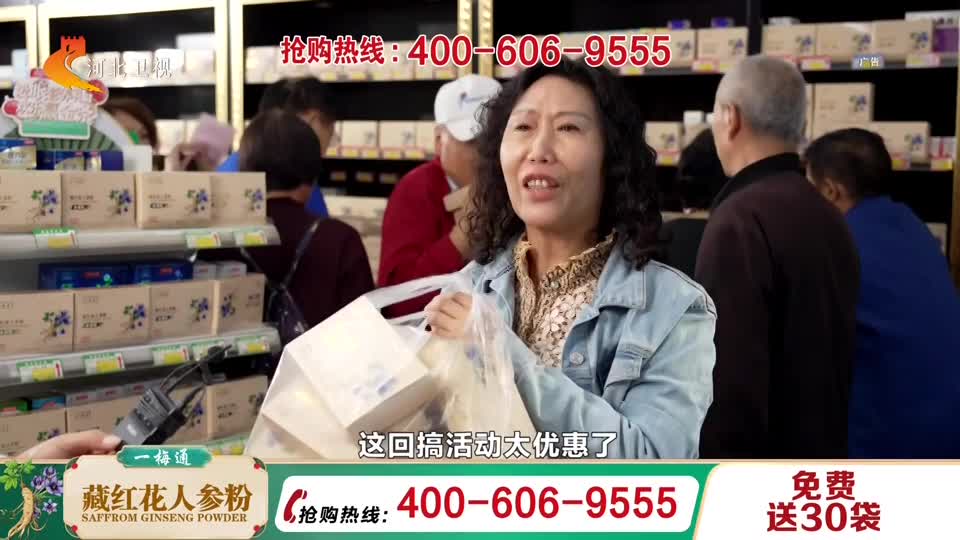 抢购热线：400-606-9555
河北卫视
广告
这回搞活动太优惠了
一梅通
藏红花人参粉
SAFFROM GINSENG POWDER
抢购热线：400-606-9555
免费
送30袋